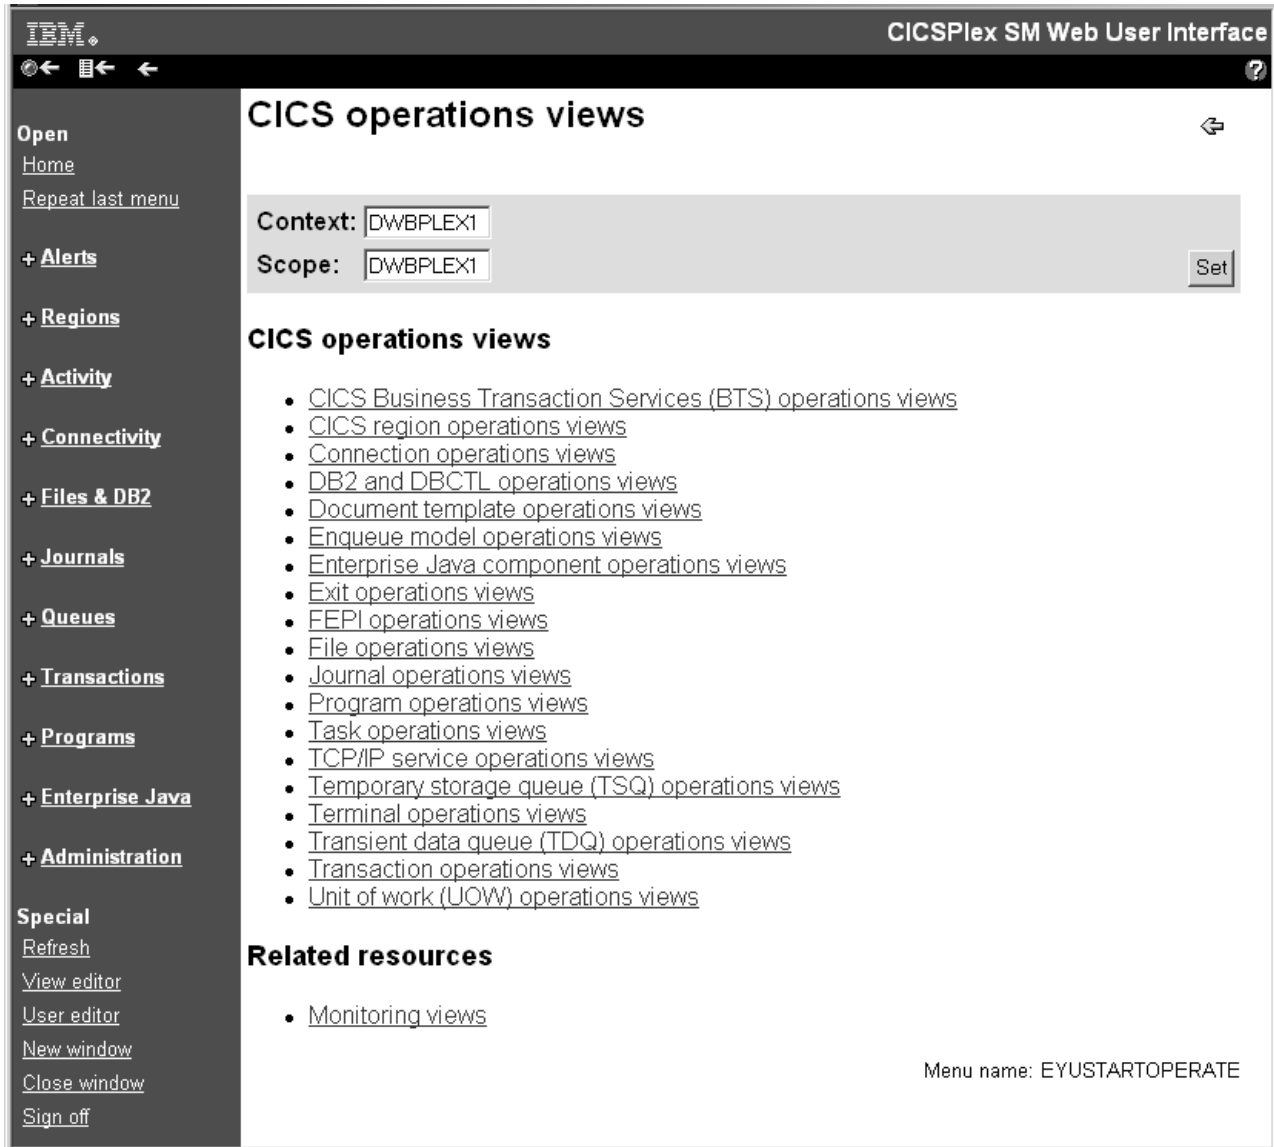 IBM®
CICSPlex SM Web User Interface
?
Open
Home
Repeat last menu
+ Alerts
+ Regions
+ Activity
+ Connectivity
+ Files & DB2
+ Journals
+ Queues
+ Transactions
+ Programs
+ Enterprise Java
+ Administration
Special
Refresh
View editor
User editor
New window
Close window
Sign off
CICS operations views
Context: DWBPLEX1
Scope: DWBPLEX1
Set
CICS operations views
• CICS Business Transaction Services (BTS) operations views
• CICS region operations views
• Connection operations views
• DB2 and DBCTL operations views
• Document template operations views
• Enqueue model operations views
• Enterprise Java component operations views
• Exit operations views
• FEPI operations views
• File operations views
• Journal operations views
• Program operations views
• Task operations views
• TCP/IP service operations views
• Temporary storage queue (TSQ) operations views
• Terminal operations views
• Transient data queue (TDQ) operations views
• Transaction operations views
• Unit of work (UOW) operations views
Related resources
• Monitoring views
Menu name: EYUSTARTOPERATE